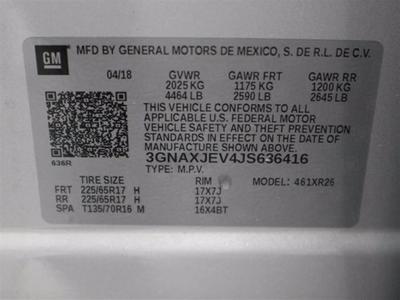 GM
MFD BY GENERAL MOTORS DE MEXICO, S. DE R.L. DE C.V.
04/18 GVWR GAWR FRT GAWR RR
2025 KG 1175 KG 1200 KG
4464 LB 2590 LB 2645 LB
THIS VEHICLE CONFORMS TO ALL
APPLICABLE U.S. FEDERAL MOTOR
VEHICLE SAFETY, BUMPER, AND THEFT
PREVENTION STANDARDS IN
EFFECT ON THE DATE OF
MANUFACTURE SHOWN ABOVE.
636R 3GNAXJEV4JS636416
TYPE: M.P.V. MODEL: 461XR26
TIRE SIZE RIM
FRT 225/65R17 H 17X7J
RR 225/65R17 H 17X7J
SPA T135/70R16 M 16X4BT